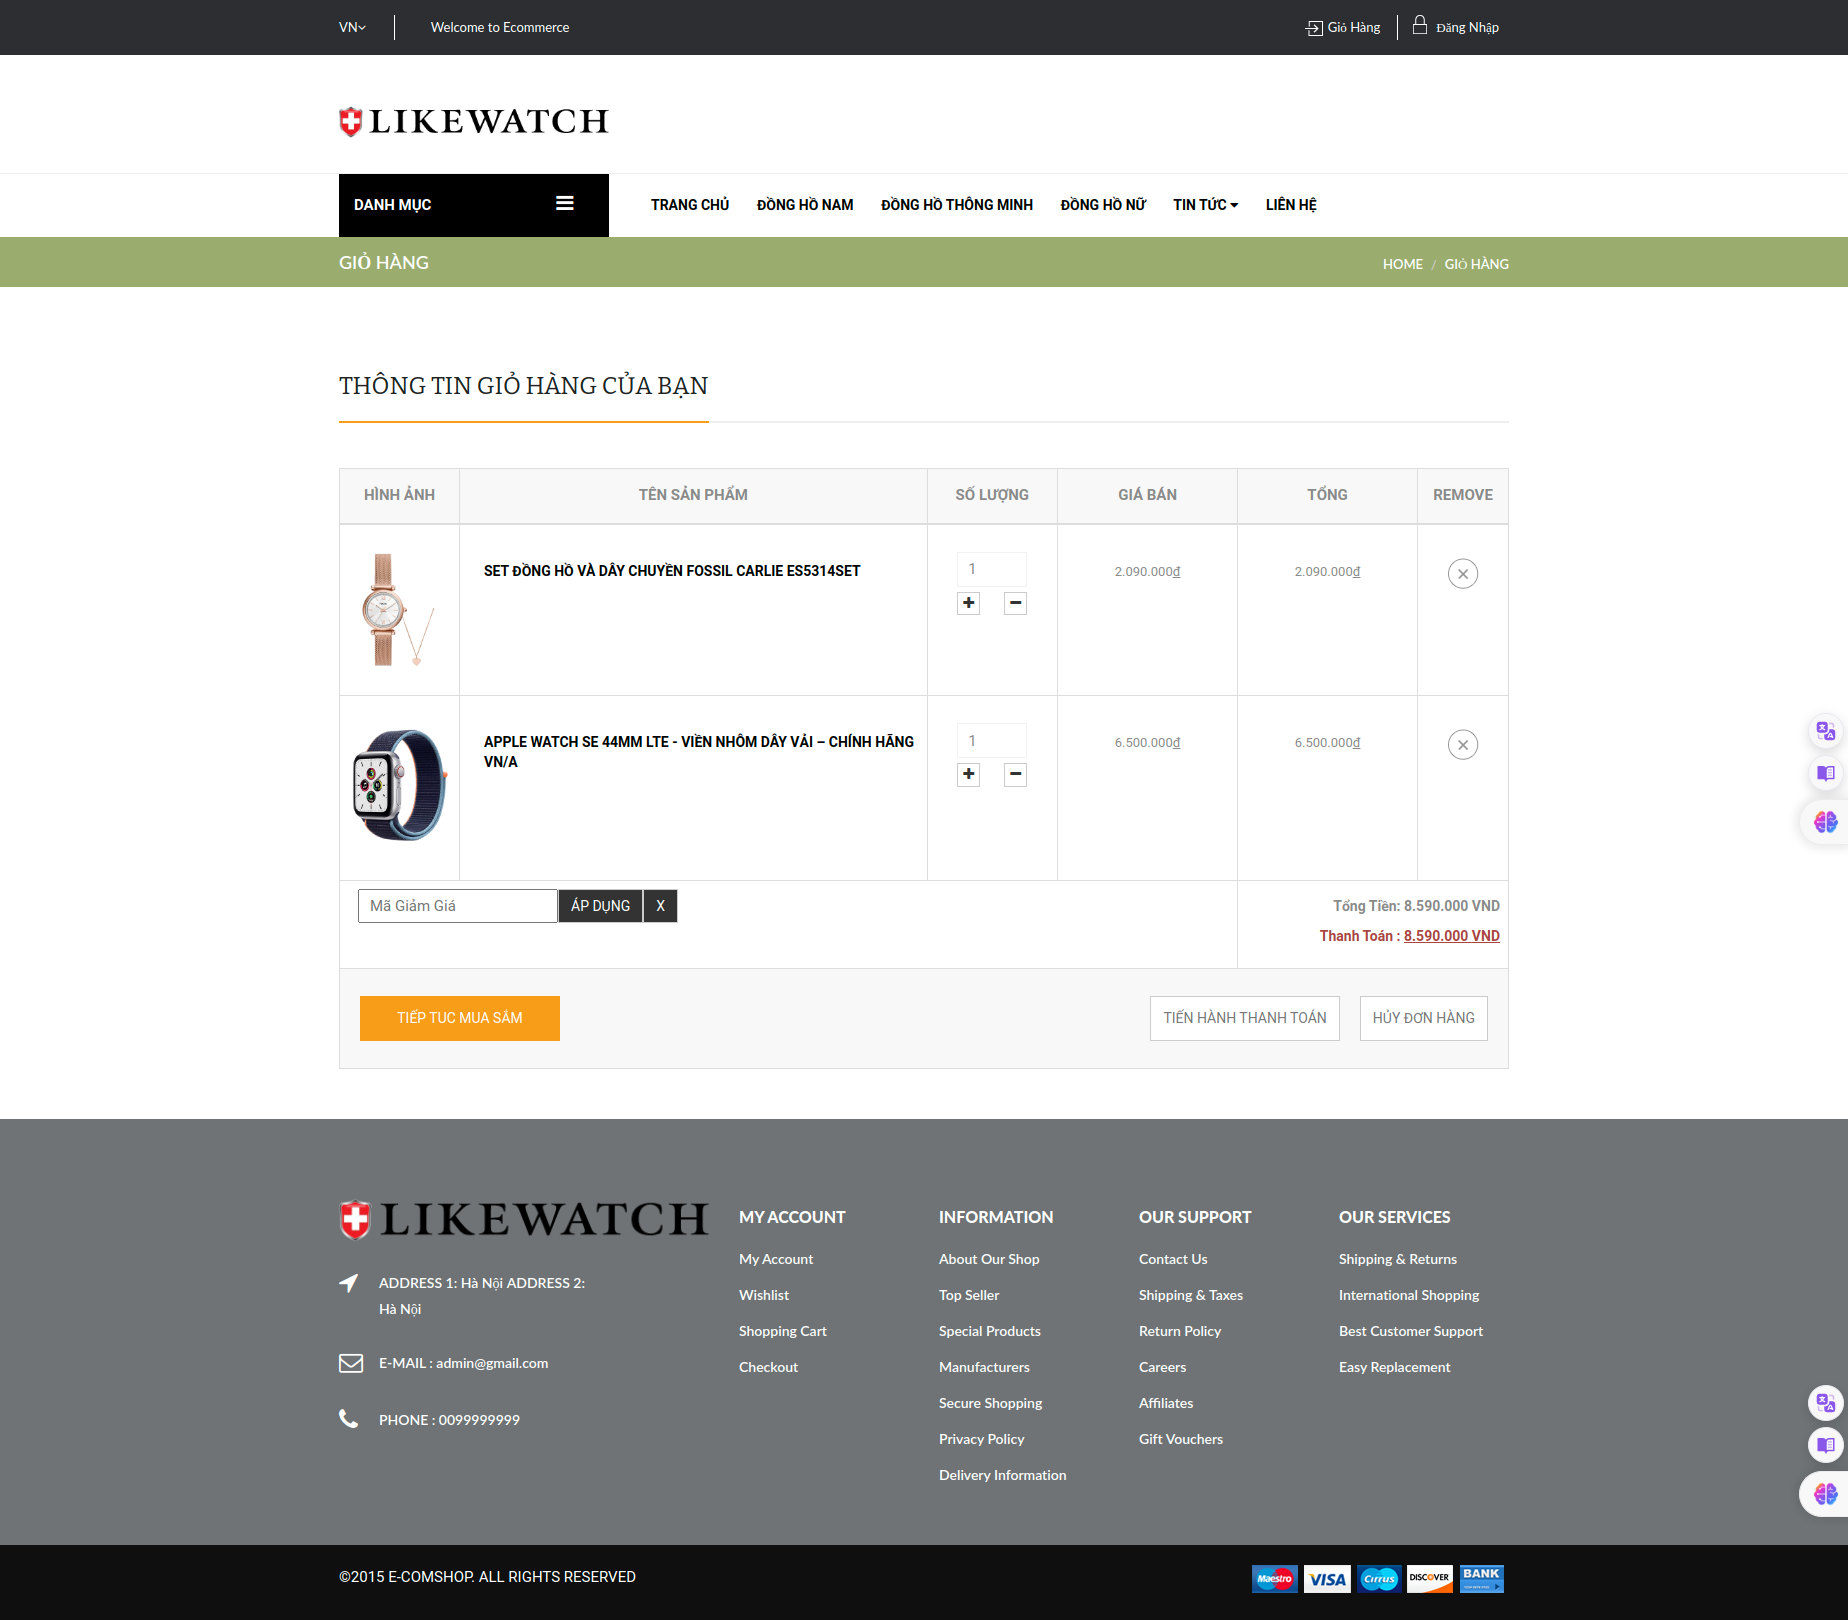 VN
Welcome to Ecommerce
Giỏ Hàng
Đăng Nhập
LIKEWATCH
DANH MỤC
TRANG CHỦ
ĐỒNG HỒ NAM
ĐỒNG HỒ THÔNG MINH
ĐỒNG HỒ NỮ
TIN TỨC
LIÊN HỆ
GIỎ HÀNG
HOME / GIỎ HÀNG
THÔNG TIN GIỎ HÀNG CỦA BẠN
HÌNH ẢNH
TÊN SẢN PHẨM
SỐ LƯỢNG
GIÁ BÁN
TỔNG
REMOVE
SET ĐỒNG HỒ VÀ DÂY CHUYỀN FOSSIL CARLIE ES5314SET
1
2.090.000₫
2.090.000₫
APPLE WATCH SE 44MM LTE - VIỀN NHÔM DÂY VẢI – CHÍNH HÃNG
VN/A
1
6.500.000₫
6.500.000₫
Mã Giảm Giá
ÁP DỤNG
X
Tổng Tiền: 8.590.000 VND
Thanh Toán : 8.590.000 VND
TIẾP TUC MUA SẮM
TIẾN HÀNH THANH TOÁN
HỦY ĐƠN HÀNG
LIKEWATCH
ADDRESS 1: Hà Nội ADDRESS 2:
Hà Nội
E-MAIL : admin@gmail.com
PHONE : 0099999999
MY ACCOUNT
My Account
Wishlist
Shopping Cart
Checkout
INFORMATION
About Our Shop
Top Seller
Special Products
Manufacturers
Secure Shopping
Privacy Policy
Delivery Information
OUR SUPPORT
Contact Us
Shipping & Taxes
Return Policy
Careers
Affiliates
Gift Vouchers
OUR SERVICES
Shipping & Returns
International Shopping
Best Customer Support
Easy Replacement
©2015 E-COMSHOP. ALL RIGHTS RESERVED
Maestro
VISA
Cirrus
DISCOVER
BANK